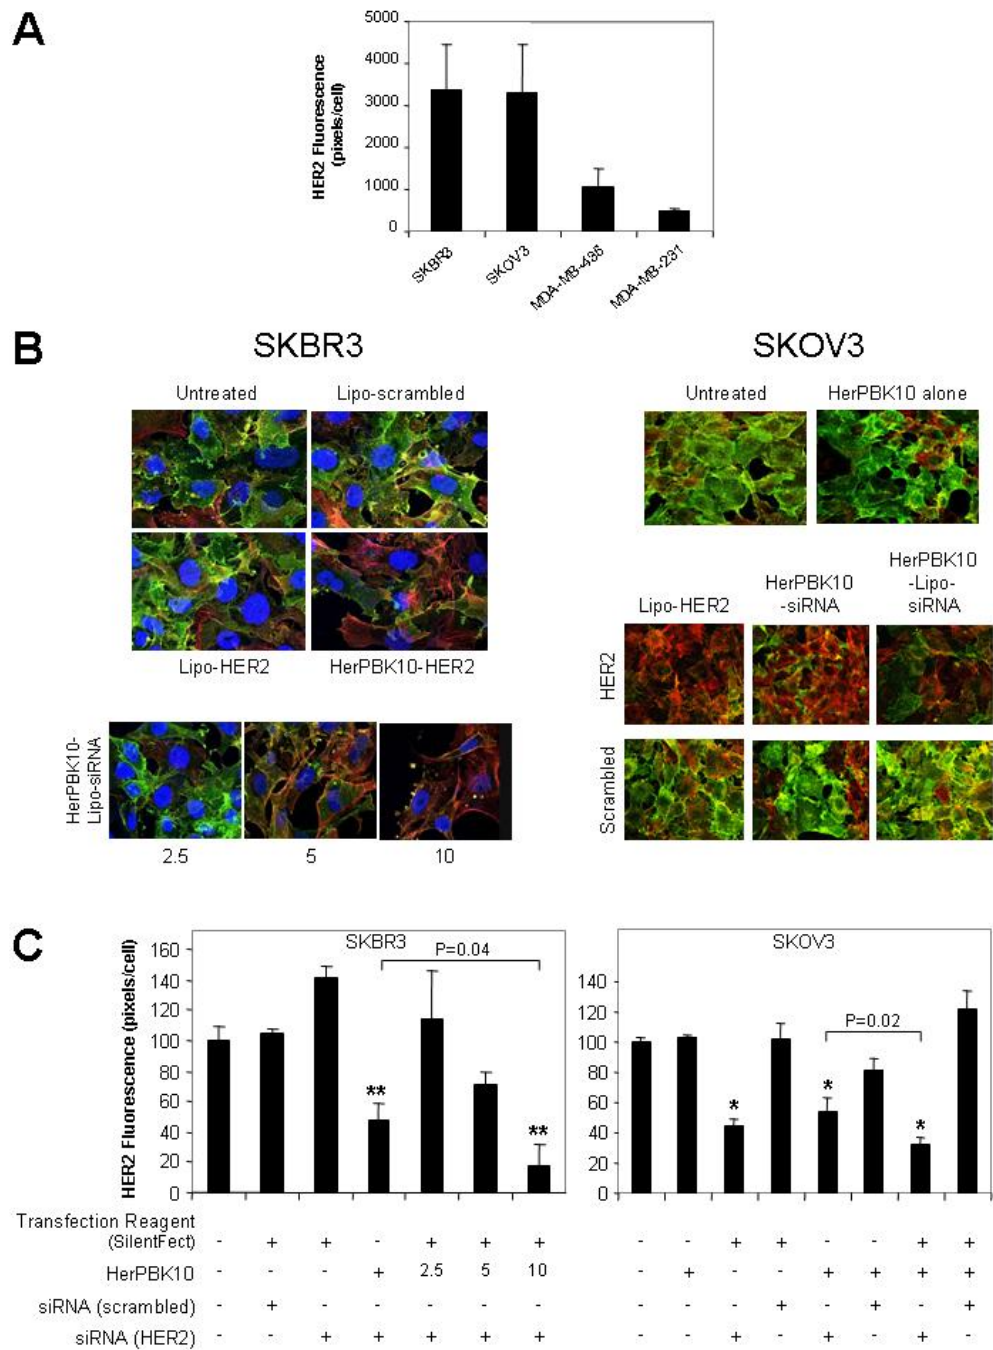 A
HER2 Fluorescence
(pixels/cell)
5000
4000
3000
2000
1000
0
SKBR3
SKOV3
MDA-MB-435
MDA-MB-231
B
SKBR3
SKOV3
Untreated
Lipo-scrambled
Untreated
HerPBK10 alone
Lipo-HER2
HerPBK10-HER2
Lipo-HER2
HerPBK10
-siRNA
HerPBK10
-Lipo-
siRNA
HER2
Scrambled
HerPBK10-
Lipo-siRNA
2.5 5 10
C
HER2 Fluorescence (pixels/cell)
SKBR3
P=0.04
160
140
120
100
80
60
40
20
0
** **
SKOV3
P=0.02
140
120
100
80
60
40
20
0
* * *
Transfection Reagent
(SilentFect) - + + - + + + - - + + - - + +
HerPBK10 - - - + 2.5 5 10 - + - - + + + +
siRNA (scrambled) - + - - - - - - - - + - + - +
siRNA (HER2) - - + + + + + - - + - + - + -